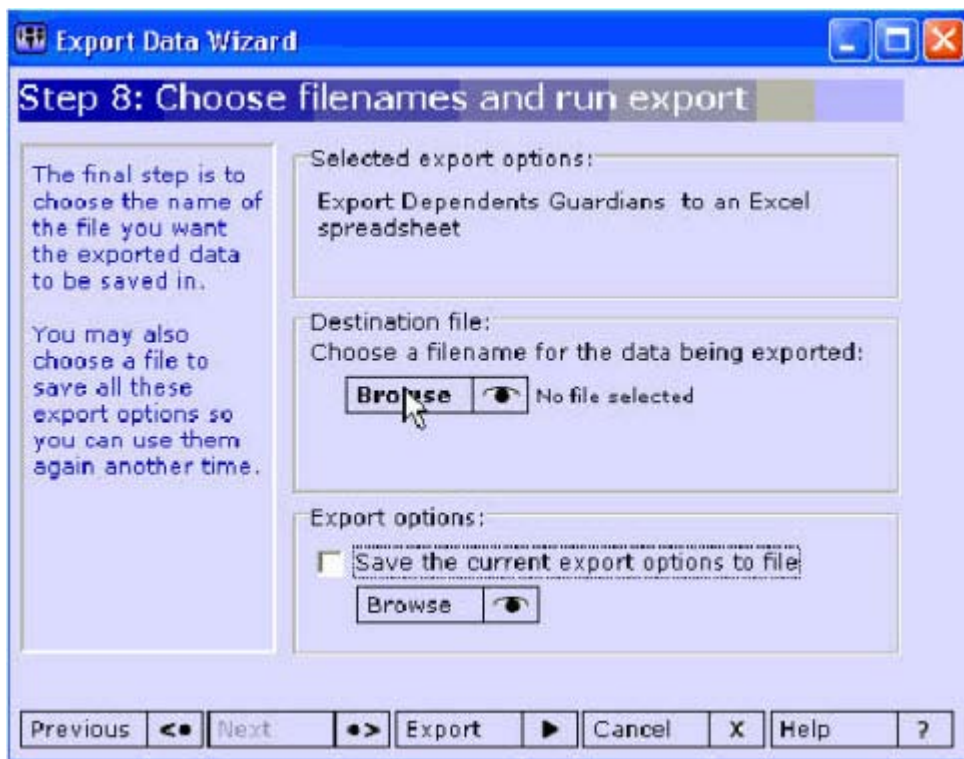 Export Data Wizard
Step 8: Choose filenames and run export
The final step is to
choose the name of
the file you want
the exported data
to be saved in.
You may also
choose a file to
save all these
export options so
you can use them
again another time.
Selected export options:
Export Dependents Guardians to an Excel
spreadsheet
Destination file:
Choose a filename for the data being exported:
Browse No file selected
Export options:
Save the current export options to file
Browse
Previous <• Next •> Export Cancel X Help ?